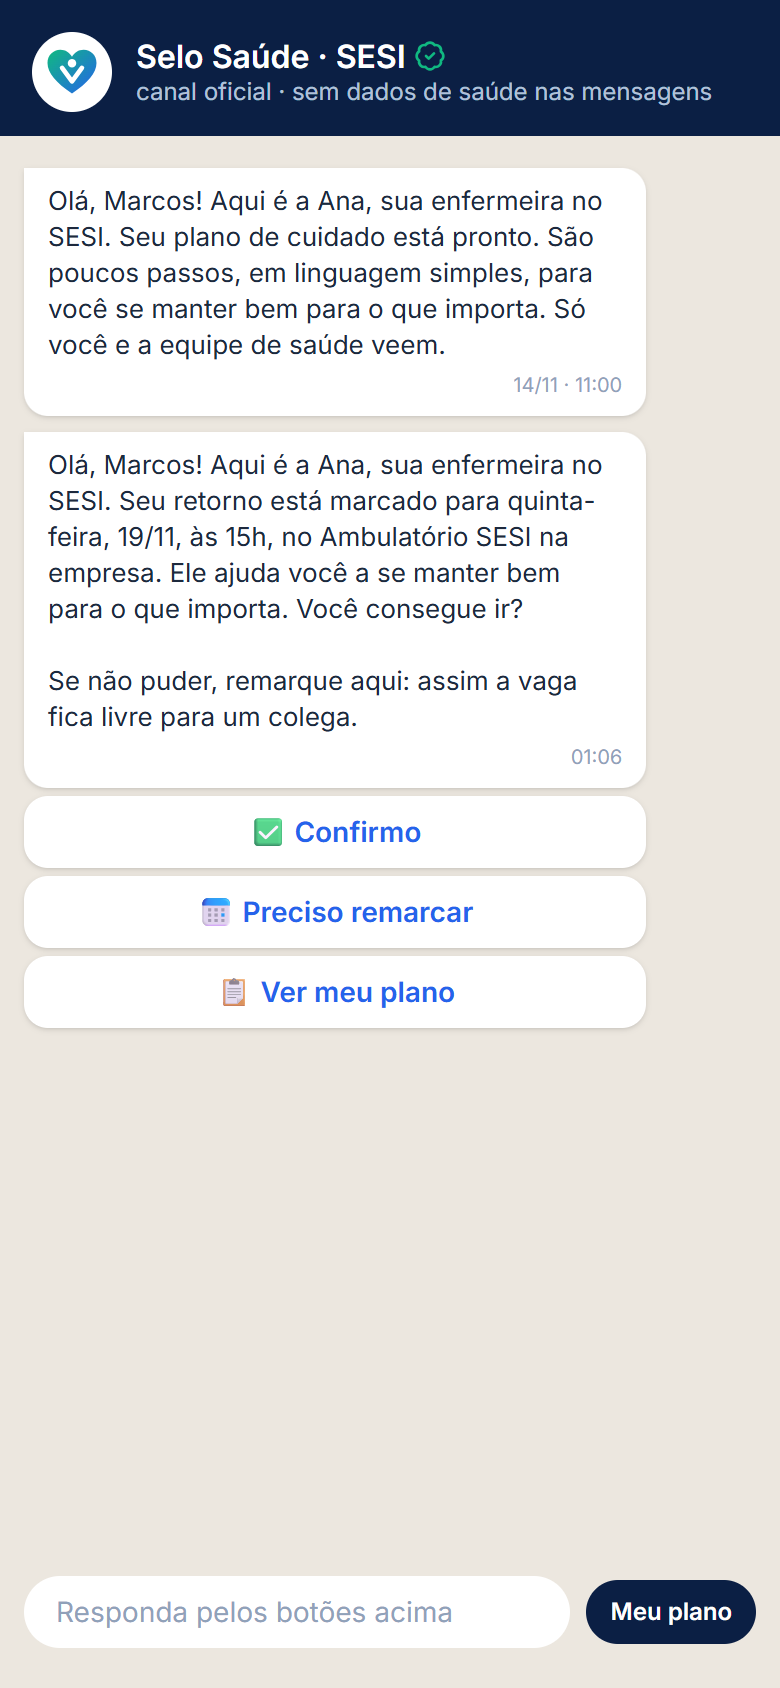 Selo Saúde · SESI
canal oficial · sem dados de saúde nas mensagens
Olá, Marcos! Aqui é a Ana, sua enfermeira no
SESI. Seu plano de cuidado está pronto. São
poucos passos, em linguagem simples, para
você se manter bem para o que importa. Só
você e a equipe de saúde veem.
14/11 · 11:00
Olá, Marcos! Aqui é a Ana, sua enfermeira no
SESI. Seu retorno está marcado para quinta-
feira, 19/11, às 15h, no Ambulatório SESI na
empresa. Ele ajuda você a se manter bem
para o que importa. Você consegue ir?
Se não puder, remarque aqui: assim a vaga
fica livre para um colega.
01:06
✅ Confirmo
Preciso remarcar
📋 Ver meu plano
Responda pelos botões acima
Meu plano